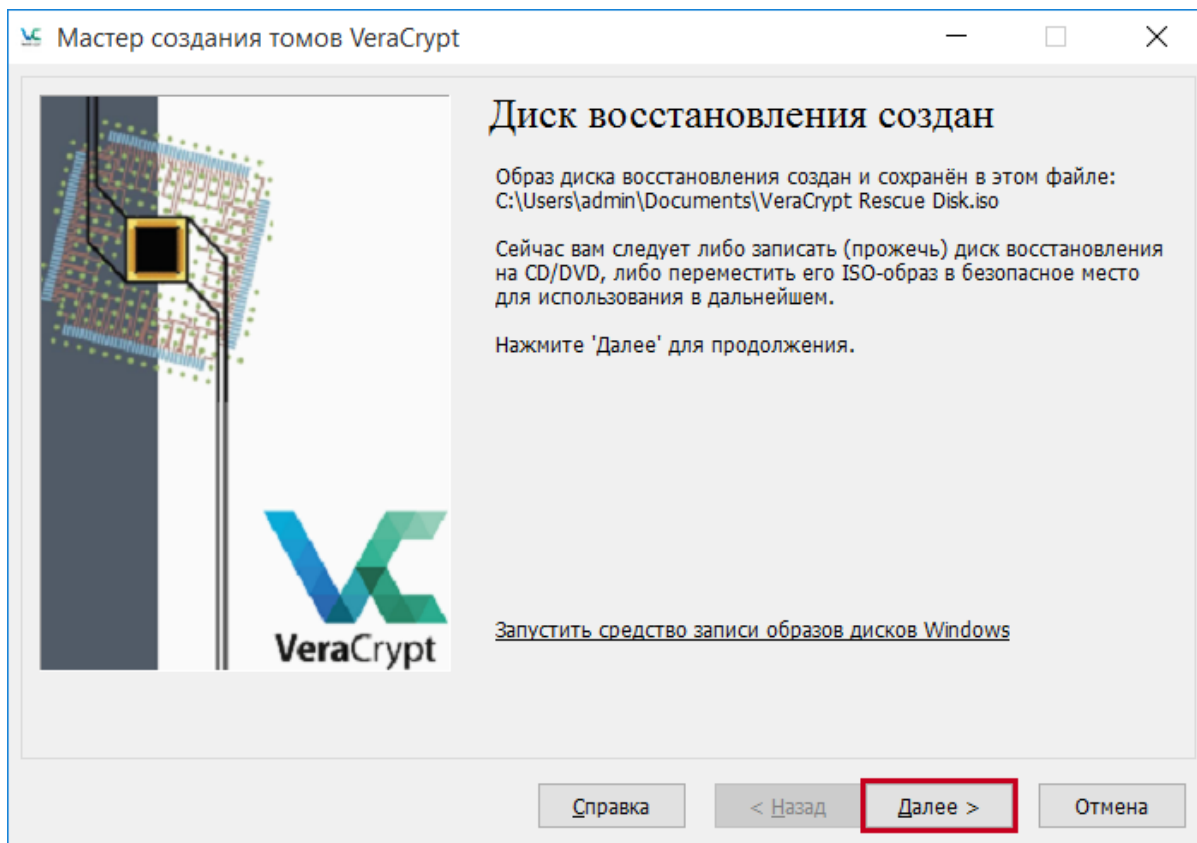 Мастер создания томов VeraCrypt
Диск восстановления создан
Образ диска восстановления создан и сохранён в этом файле:
C:\Users\admin\Documents\VeraCrypt Rescue Disk.iso
Сейчас вам следует либо записать (прожечь) диск восстановления
на CD/DVD, либо переместить его ISO-образ в безопасное место
для использования в дальнейшем.
Нажмите 'Далее' для продолжения.
VeraCrypt
Запустить средство записи образов дисков Windows
Справка
< Назад
Далее >
Отмена